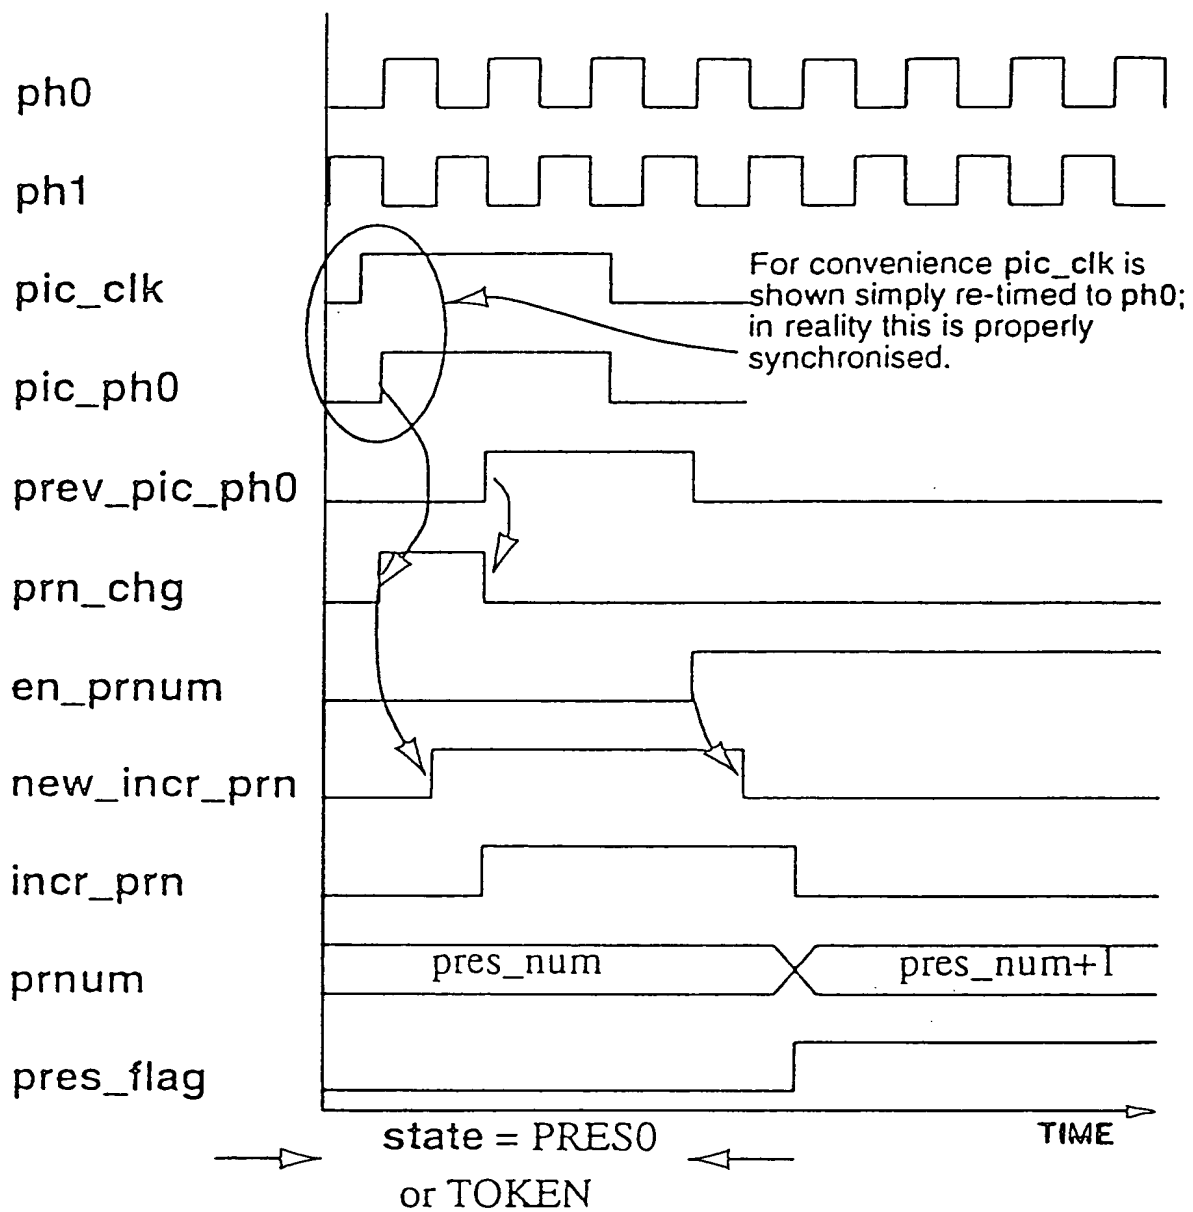 ph0
ph1
pic_clk
For convenience pic_clk is
shown simply re-timed to ph0;
in reality this is properly
synchronised.
pic_ph0
prev_pic_ph0
prn_chg
en_prnum
new_incr_prn
incr_prn
prnum
pres_num
pres_num+1
pres_flag
TIME
state = PRES0
or TOKEN